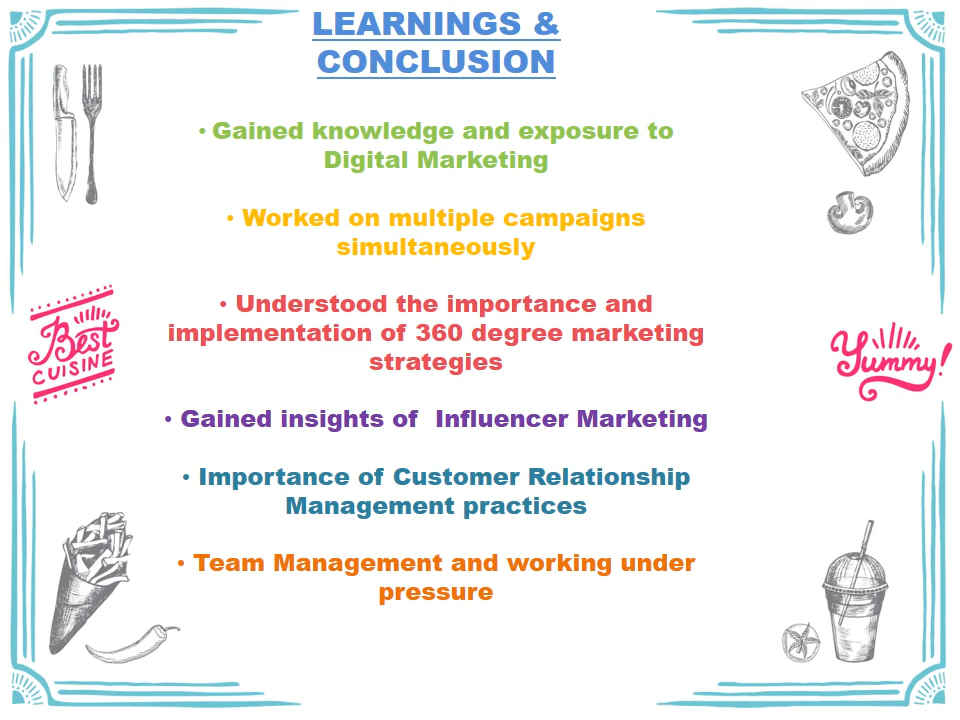 LEARNINGS &
CONCLUSION
• Gained knowledge and exposure to
Digital Marketing
• Worked on multiple campaigns
simultaneously
• Understood the importance and
implementation of 360 degree marketing
strategies
Best
CUISINE
Yummy!
• Gained insights of  Influencer Marketing
• Importance of Customer Relationship
Management practices
• Team Management and working under
pressure